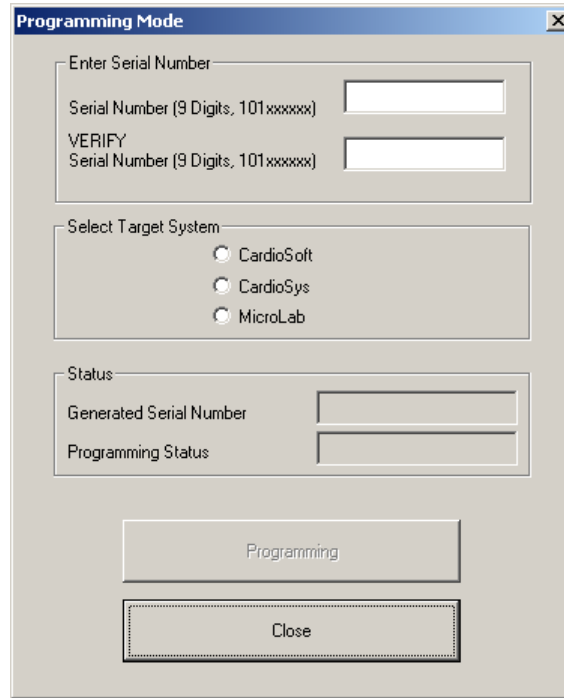 Programming Mode
Enter Serial Number
Serial Number (9 Digits, 101xxxxxx)
VERIFY
Serial Number (9 Digits, 101xxxxxx)
Select Target System
CardioSoft
CardioSys
MicroLab
Status
Generated Serial Number
Programming Status
Programming
Close